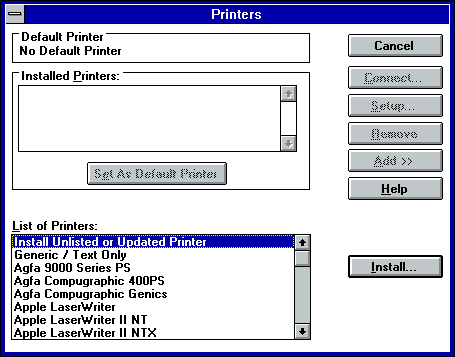 Printers
Default Printer
No Default Printer
Cancel
Installed Printers:
Connect...
Setup...
Remove
Add >>
Set As Default Printer
Help
List of Printers:
Install Unlisted or Updated Printer
Generic / Text Only
Agfa 9000 Series PS
Agfa Compugraphic 400PS
Agfa Compugraphic Genics
Apple LaserWriter
Apple LaserWriter II NT
Apple LaserWriter II NTX
Install...